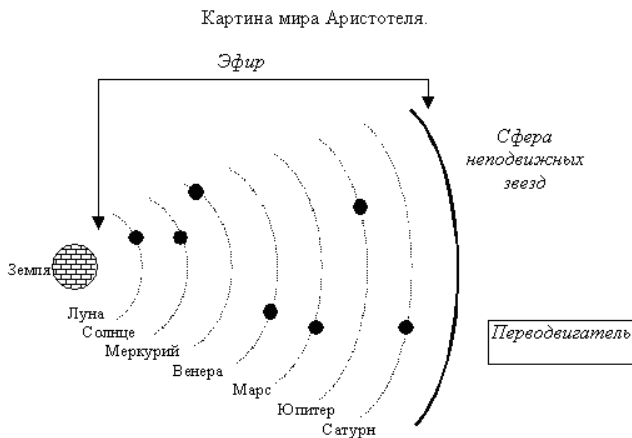 Картина мира Аристотеля.
Эфир
Сфера
неподвижных
звезд
Земля
Луна
Солнце
Меркурий
Венера
Марс
Юпитер
Сатурн
Перводвигатель